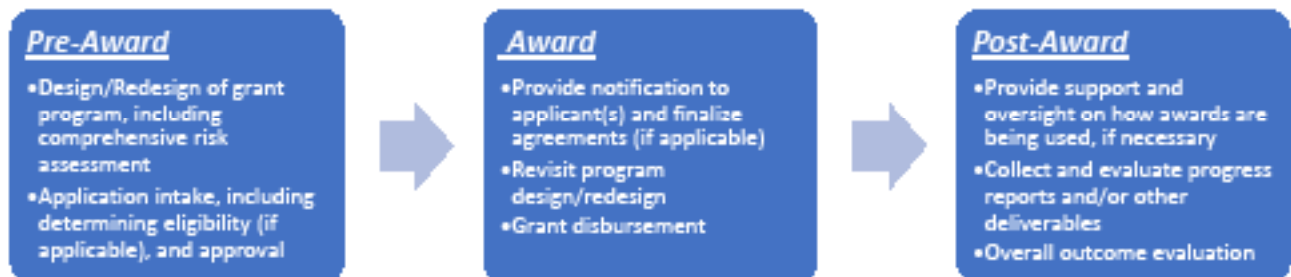 Pre-Award
•Design/Redesign of grant
program, including
comprehensive risk
assessment
•Application intake, including
determining eligibility (if
applicable), and approval
Award
•Provide notification to
applicant(s) and finalize
agreements (if applicable)
•Revisit program
design/redesign
•Grant disbursement
Post-Award
•Provide support and
oversight on how awards are
being used, if necessary
•Collect and evaluate progress
reports and/or other
deliverables
•Overall outcome evaluation